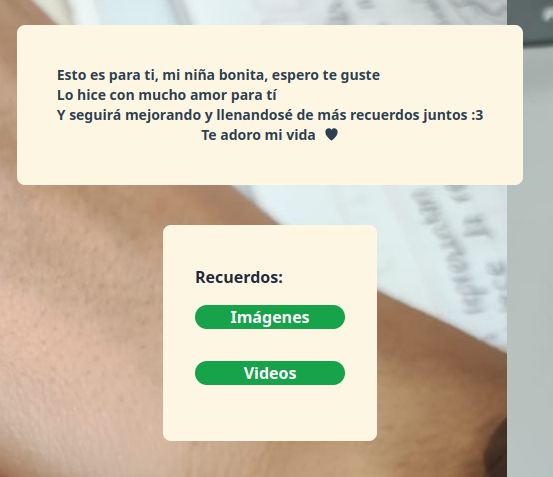 Esto es para ti, mi niña bonita, espero te guste
Lo hice con mucho amor para tí
Y seguirá mejorando y llenandosé de más recuerdos juntos :3
Te adoro mi vida 🖤
Recuerdos:
Imágenes
Videos